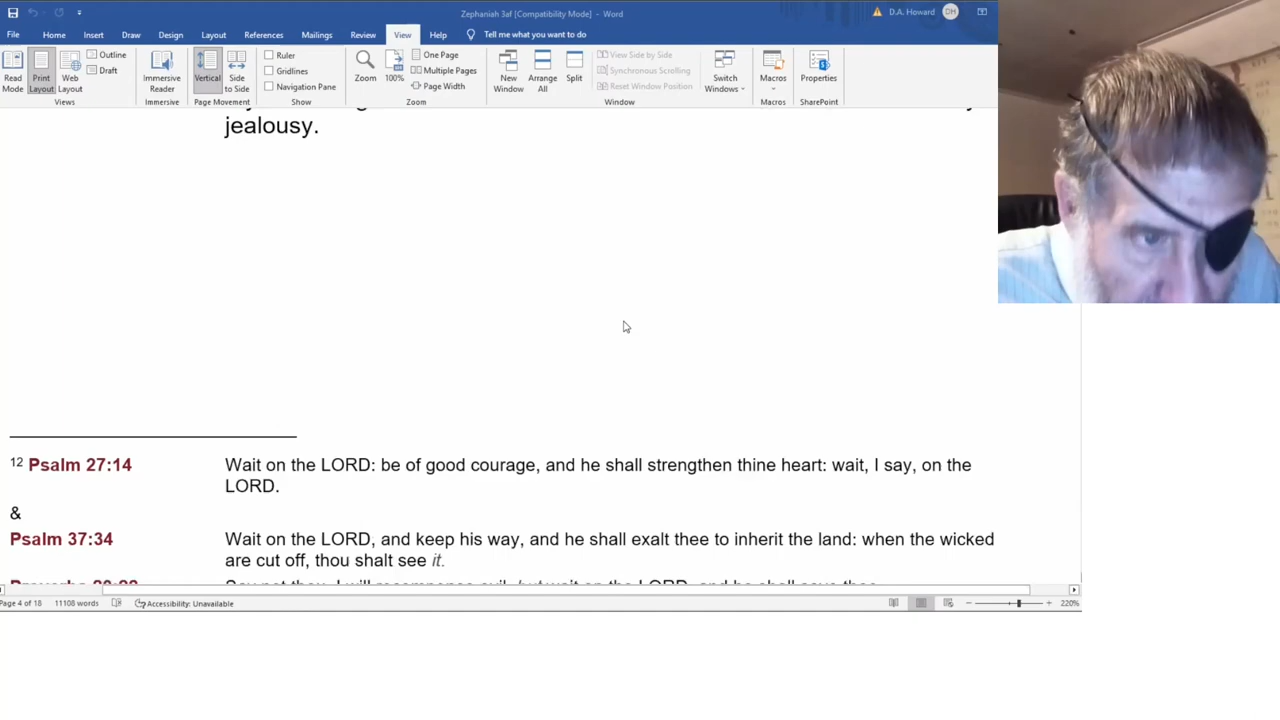 Zephaniah 3af [Compatibility Mode] - Word
D.A. Howard
DH
File Home Insert Draw Design Layout References Mailings Review View Help Tell me what you want to do
Read Mode
Print Layout
Web Layout
Outline
Draft
Views
Immersive Reader
Immersive
Vertical
Side to Side
Page Movement
Ruler
Gridlines
Navigation Pane
Show
Zoom
100%
One Page
Multiple Pages
Page Width
Zoom
New Window
Arrange All
Split
View Side by Side
Synchronous Scrolling
Reset Window Position
Window
Switch Windows
Macros
Macros
Properties
SharePoint
jealousy.
12 Psalm 27:14 Wait on the LORD: be of good courage, and he shall strengthen thine heart: wait, I say, on the
LORD.
&
Psalm 37:34 Wait on the LORD, and keep his way, and he shall exalt thee to inherit the land: when the wicked
are cut off, thou shalt see it.
Page 4 of 18 11108 words Accessibility: Unavailable 220%